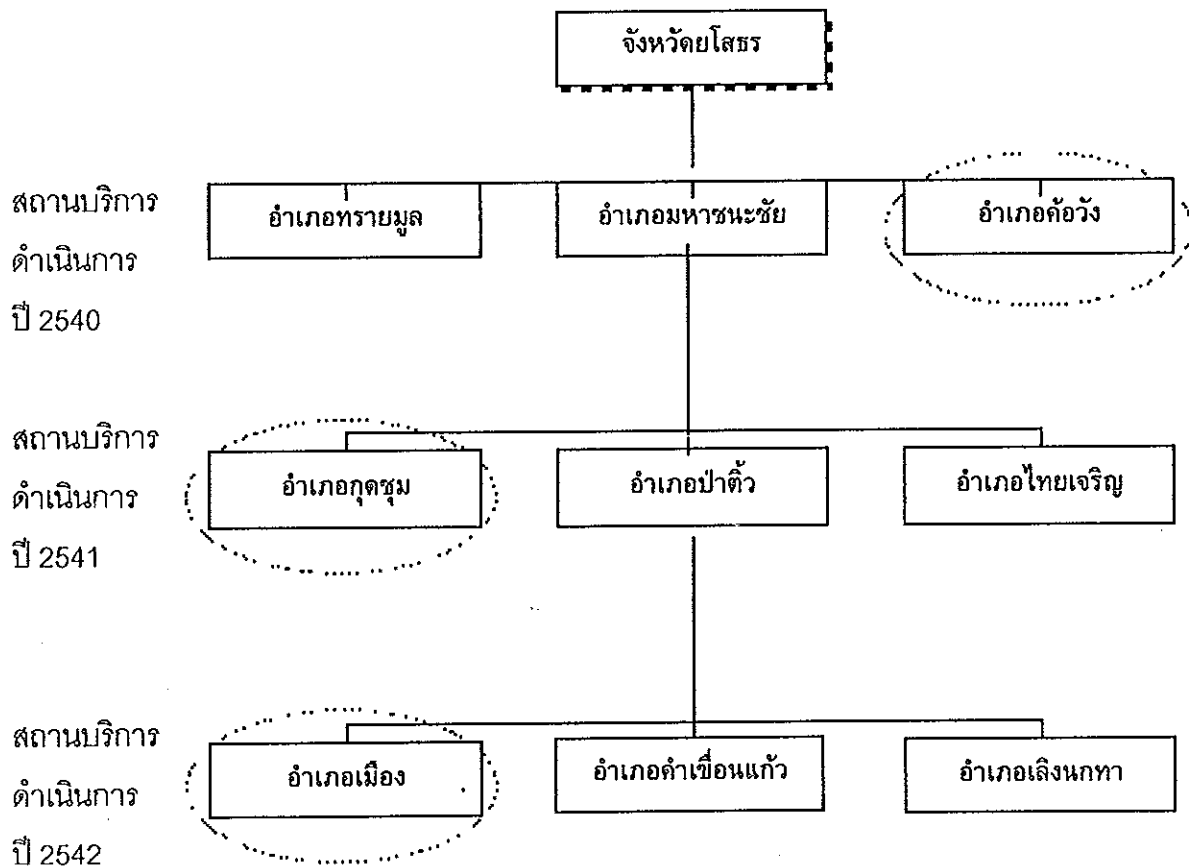 จังหวัดยโสธร
สถานบริการ
ดำเนินการ
ปี 2540
อำเภอทรายมูล
อำเภอมหาชนะชัย
อำเภอค้อวัง
สถานบริการ
ดำเนินการ
ปี 2541
อำเภอกุดชุม
อำเภอป่าติ้ว
อำเภอไทยเจริญ
สถานบริการ
ดำเนินการ
ปี 2542
อำเภอเมือง
อำเภอคำเขื่อนแก้ว
อำเภอเลิงนกทา